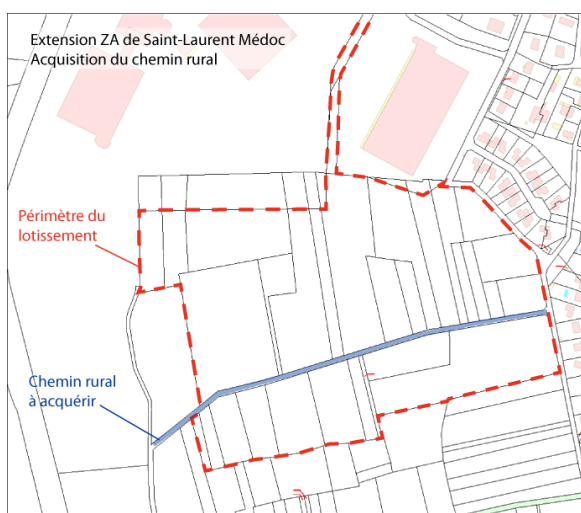 Extension ZA de Saint-Laurent Médoc
Acquisition du chemin rural
Périmètre du
lotissement
Chemin rural
à acquérir